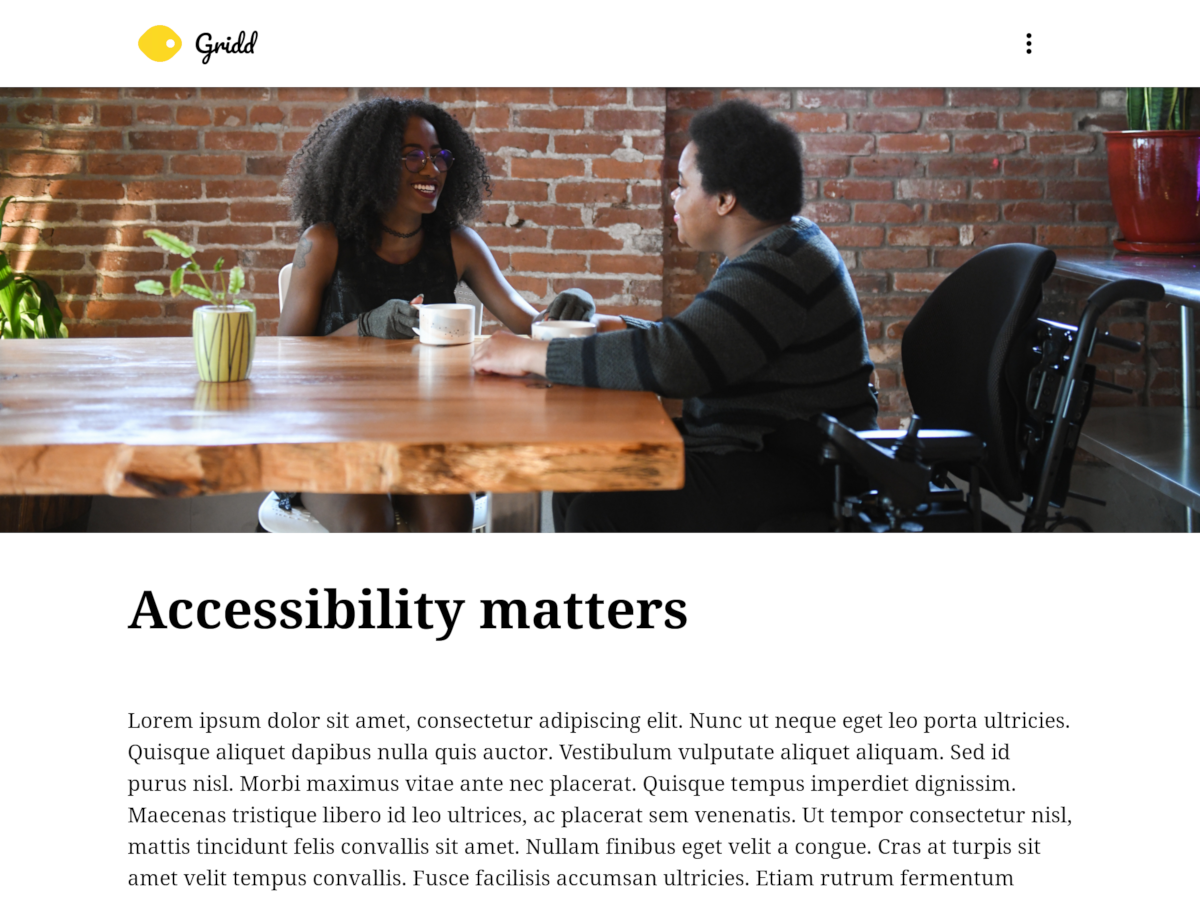 Gridd
Accessibility matters
Lorem ipsum dolor sit amet, consectetur adipiscing elit. Nunc ut neque eget leo porta ultricies.
Quisque aliquet dapibus nulla quis auctor. Vestibulum vulputate aliquet aliquam. Sed id
purus nisl. Morbi maximus vitae ante nec placerat. Quisque tempus imperdiet dignissim.
Maecenas tristique libero id leo ultrices, ac placerat sem venenatis. Ut tempor consectetur nisl,
mattis tincidunt felis convallis sit amet. Nullam finibus eget velit a congue. Cras at turpis sit
amet velit tempus convallis. Fusce facilisis accumsan ultricies. Etiam rutrum fermentum